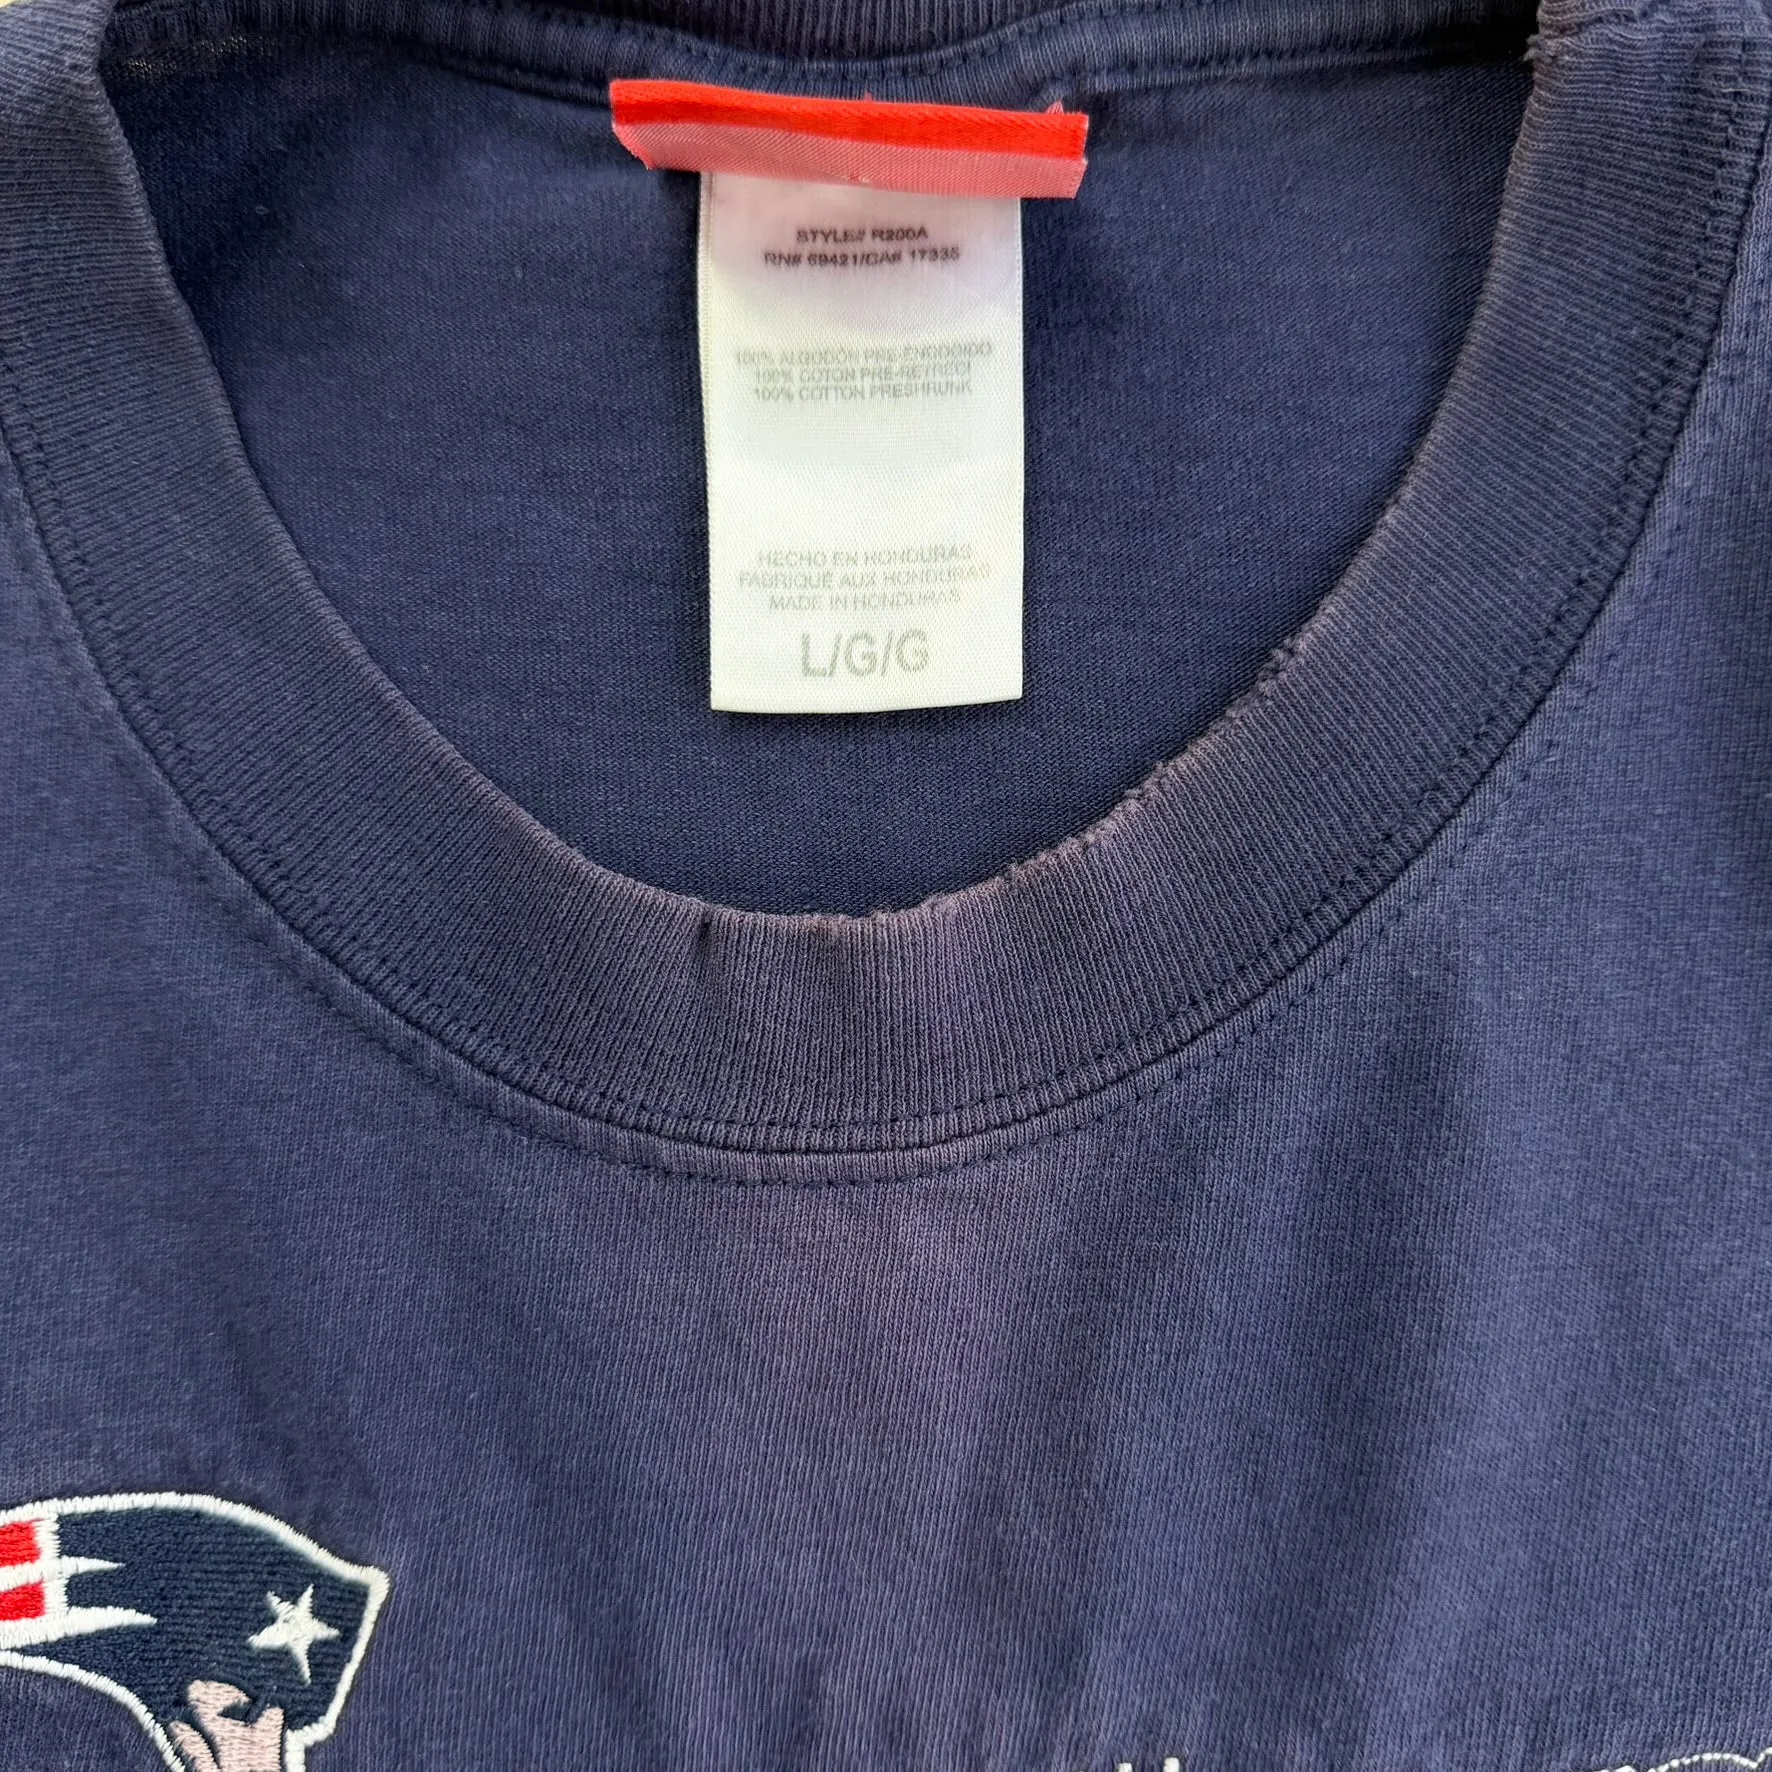 STYLE# R200A
RN# 69421/CA# 17335
100% ALGODÓN PRE-ENCOGIDO
100% COTON PRE-RETRECI
100% COTTON PRESHRUNK
HECHO EN HONDURAS
FABRIQUÉ AUX HONDURAS
MADE IN HONDURAS
L/G/G